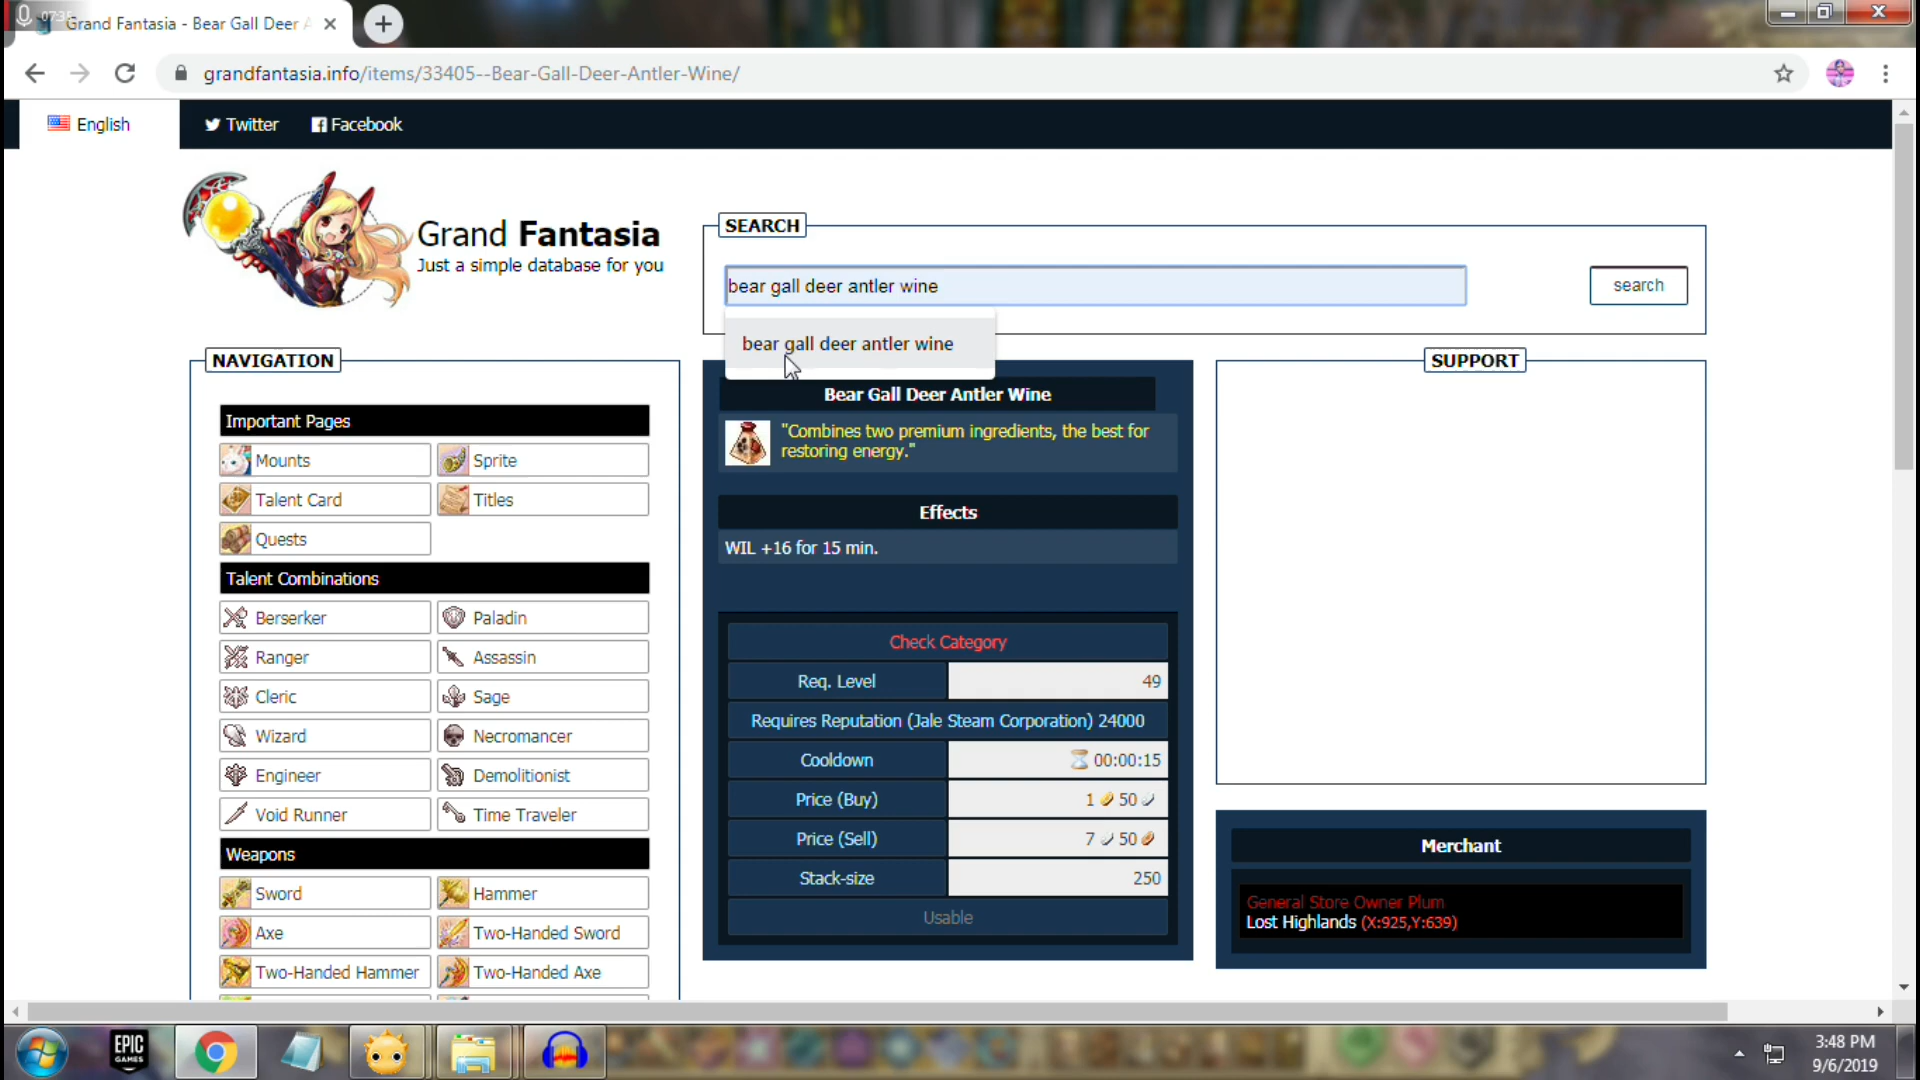 Grand Fantasia - Bear Gall Deer A
grandfantasia.info/items/33405--Bear-Gall-Deer-Antler-Wine/
English
Twitter
Facebook
Grand Fantasia
Just a simple database for you
SEARCH
bear gall deer antler wine
search
bear gall deer antler wine
NAVIGATION
Important Pages
Mounts
Sprite
Talent Card
Titles
Quests
Talent Combinations
Berserker
Paladin
Ranger
Assassin
Cleric
Sage
Wizard
Necromancer
Engineer
Demolitionist
Void Runner
Time Traveler
Weapons
Sword
Hammer
Axe
Two-Handed Sword
Two-Handed Hammer
Two-Handed Axe
Bear Gall Deer Antler Wine
"Combines two premium ingredients, the best for
restoring energy."
Effects
WIL +16 for 15 min.
Check Category
Req. Level
49
Requires Reputation (Jale Steam Corporation) 24000
Cooldown
00:00:15
Price (Buy)
1 50
Price (Sell)
7 50
Stack-size
250
Usable
SUPPORT
Merchant
General Store Owner Plum
Lost Highlands (X:925,Y:639)
EPIC
GAMES
3:48 PM
9/6/2019